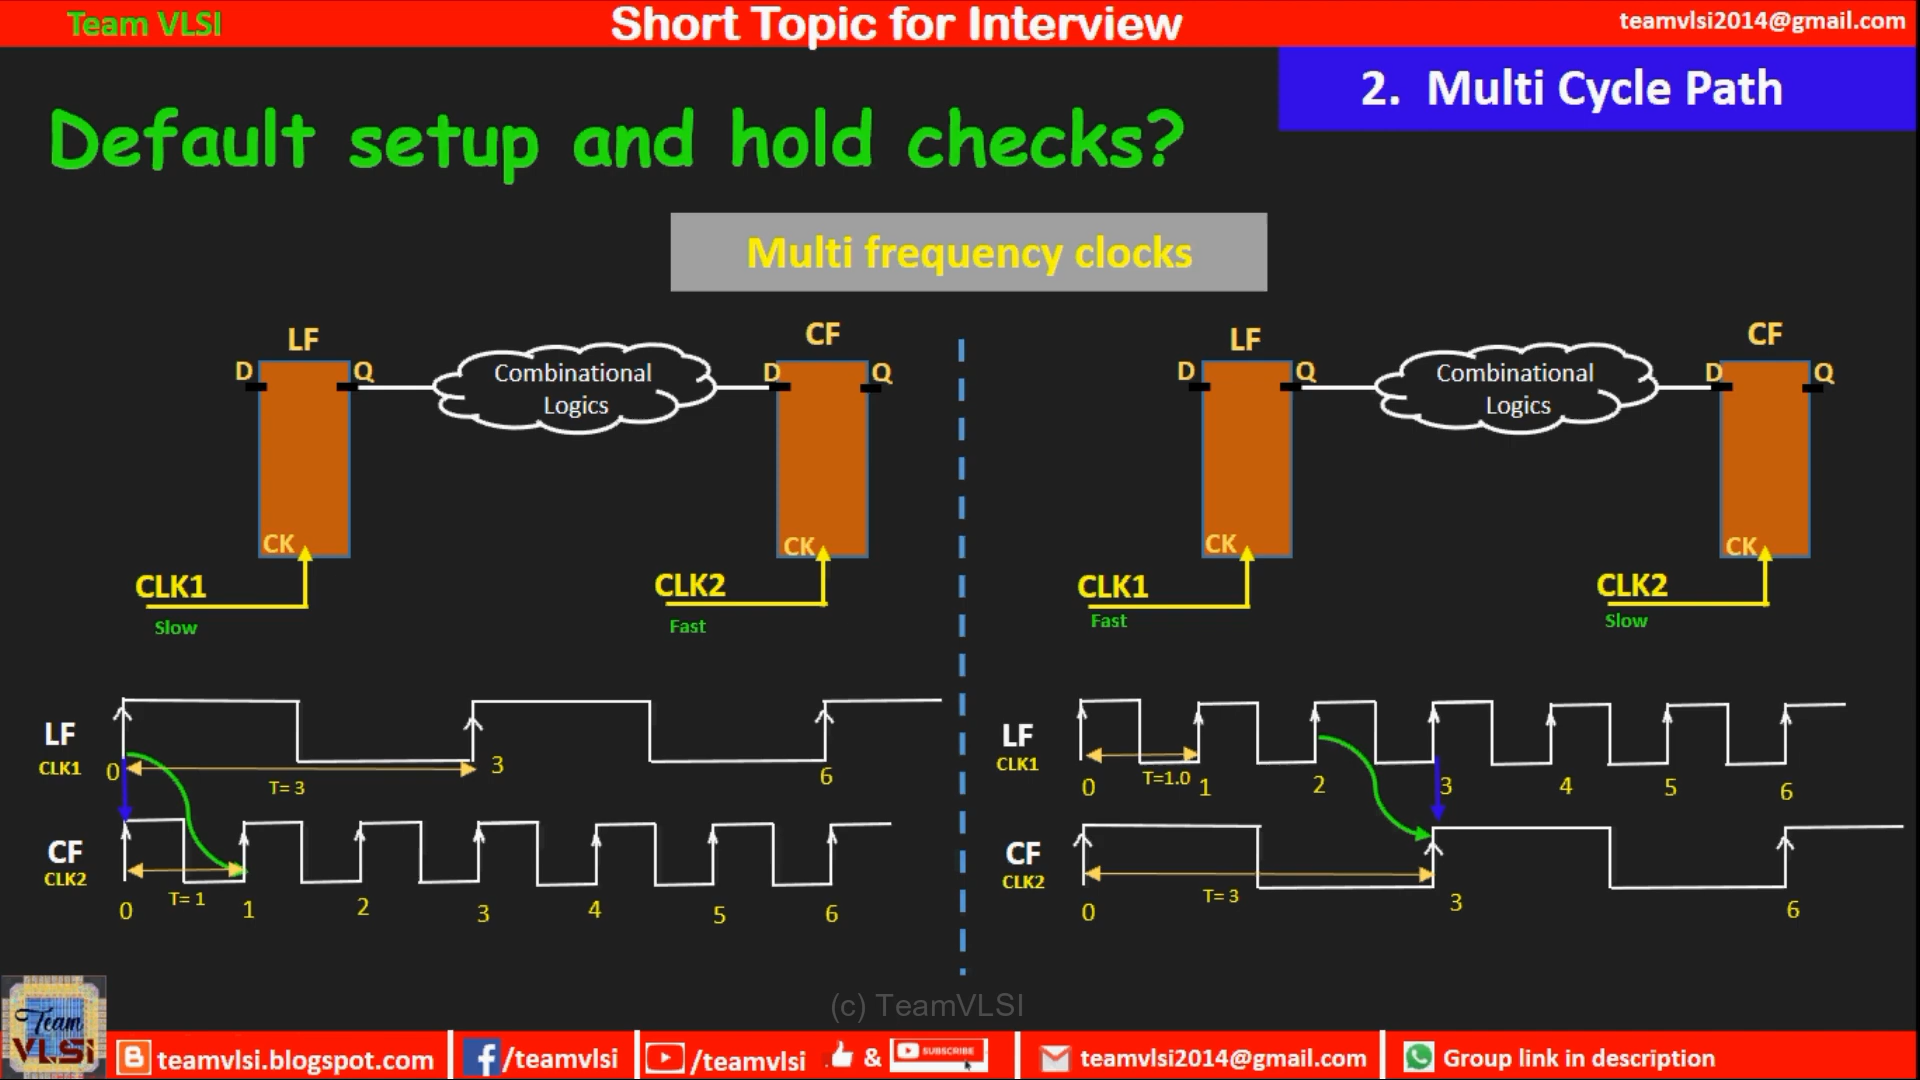 Team VLSI
Short Topic for Interview
teamvlsi2014@gmail.com
2. Multi Cycle Path
Default setup and hold checks?
Multi frequency clocks
LF
D
Q
Combinational
Logics
CF
D
Q
CK
CK
CLK1
Slow
CLK2
Fast
LF
D
Q
Combinational
Logics
CF
D
Q
CK
CK
CLK1
Fast
CLK2
Slow
LF
CLK1
0
T= 3
3
6
CF
CLK2
T= 1
0
1
2
3
4
5
6
LF
CLK1
T=1.0
0
1
2
3
4
5
6
CF
CLK2
T= 3
0
3
6
(c) TeamVLSI
Team
VLSI
teamvlsi.blogspot.com
/teamvlsi
/teamvlsi
&
SUBSCRIBE
teamvlsi2014@gmail.com
Group link in description